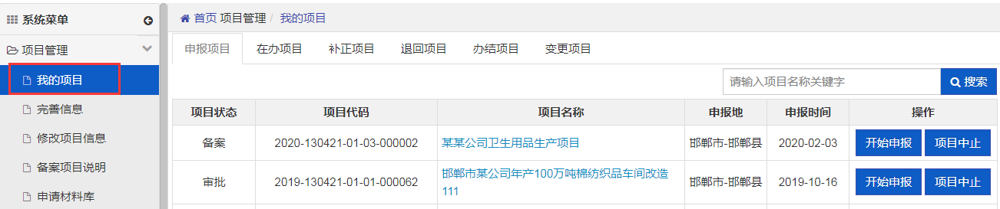 系统菜单
首页 项目管理 / 我的项目
项目管理
我的项目
完善信息
修改项目信息
备案项目说明
申请材料库
申报项目 在办项目 补正项目 退回项目 办结项目 变更项目
请输入项目名称关键字 搜索
项目状态 项目代码 项目名称 申报地 申报时间 操作
备案 2020-130421-01-03-000002 某某公司卫生用品生产项目 邯郸市-邯郸县 2020-02-03 开始申报 项目中止
审批 2019-130421-01-01-000062 邯郸市某公司年产100万吨棉纺织品车间改造
111 邯郸市-邯郸县 2019-10-16 开始申报 项目中止